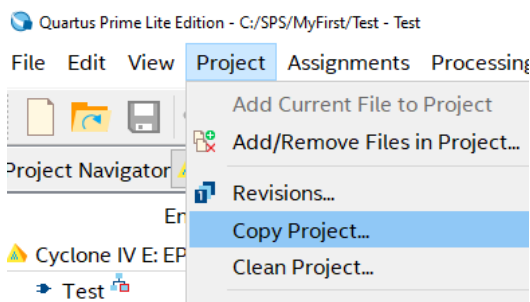 Quartus Prime Lite Edition - C:/SPS/MyFirst/Test - Test
File Edit View Project Assignments Processing
Add Current File to Project
Add/Remove Files in Project...
Project Navigator
Revisions...
Copy Project...
Cyclone IV E: EP
Clean Project...
Test